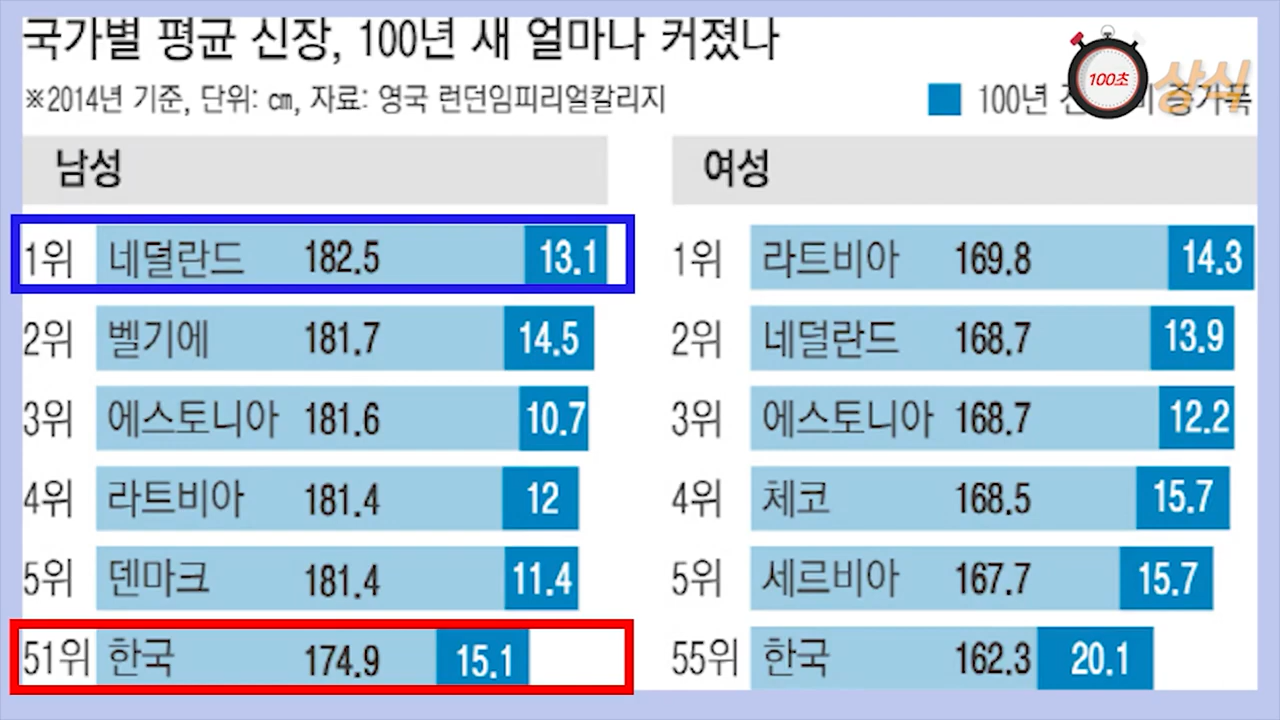 국가별 평균 신장, 100년 새 얼마나 커졌나
※2014년 기준, 단위: cm, 자료: 영국 런던임피리얼칼리지
100년
100초 상식
남성
1위 네덜란드 182.5 13.1
2위 벨기에 181.7 14.5
3위 에스토니아 181.6 10.7
4위 라트비아 181.4 12
5위 덴마크 181.4 11.4
51위 한국 174.9 15.1
여성
1위 라트비아 169.8 14.3
2위 네덜란드 168.7 13.9
3위 에스토니아 168.7 12.2
4위 체코 168.5 15.7
5위 세르비아 167.7 15.7
55위 한국 162.3 20.1